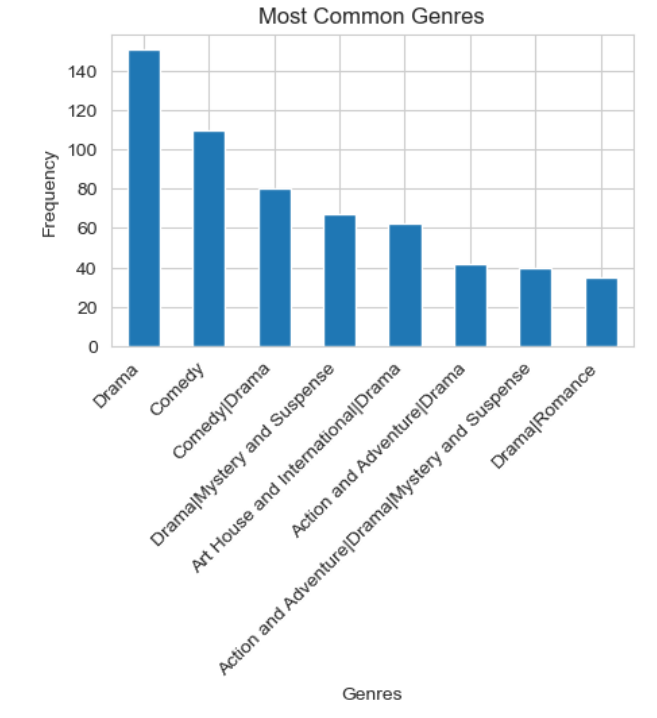 Most Common Genres
Frequency
140
120
100
80
60
40
20
0
Drama
Comedy
Comedy|Drama
Drama|Mystery and Suspense
Art House and International|Drama
Action and Adventure|Drama
Action and Adventure|Drama|Mystery and Suspense
Drama|Romance
Genres